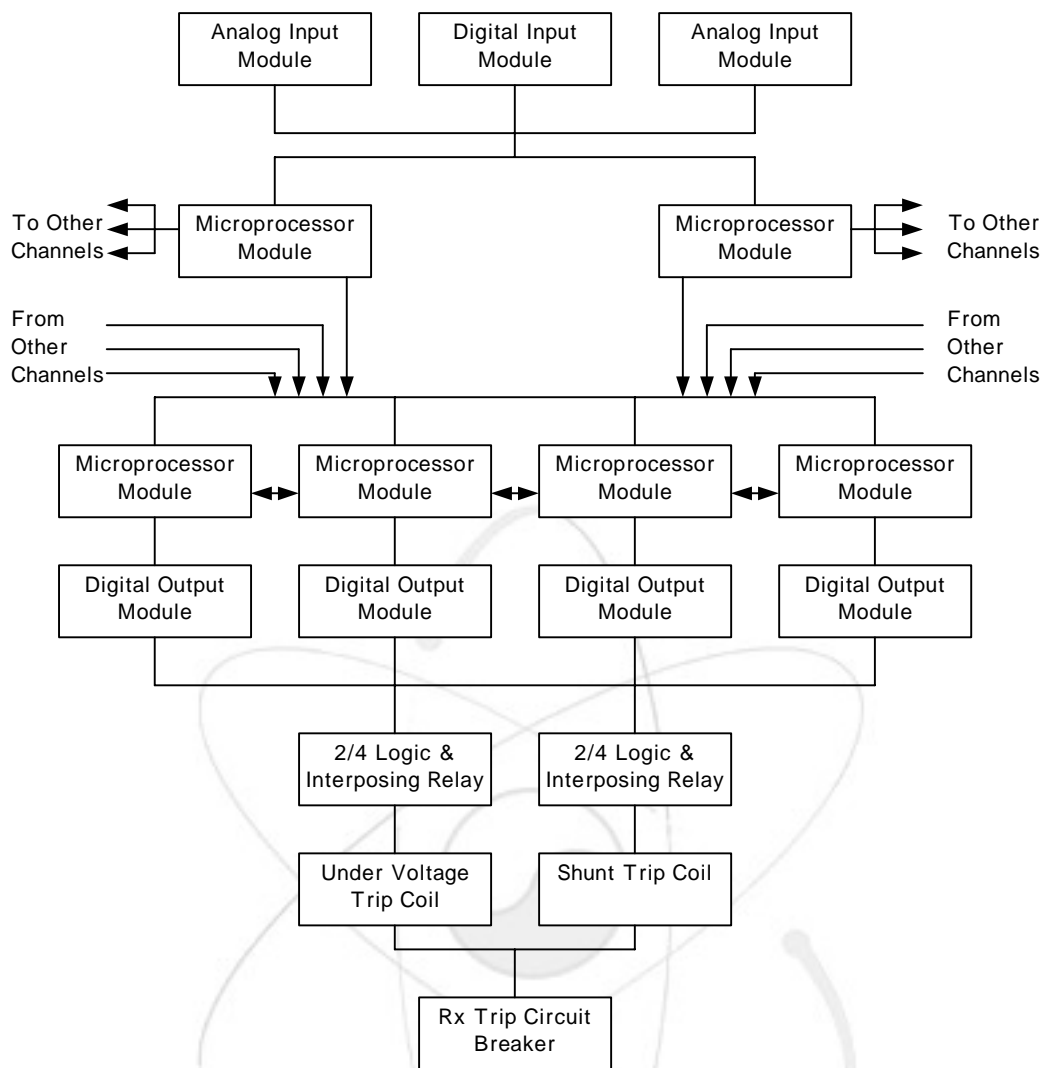 Analog Input
Module
Digital Input
Module
Analog Input
Module
To Other
Channels
Microprocessor
Module
Microprocessor
Module
To Other
Channels
From
Other
Channels
From
Other
Channels
Microprocessor
Module
Microprocessor
Module
Microprocessor
Module
Microprocessor
Module
Digital Output
Module
Digital Output
Module
Digital Output
Module
Digital Output
Module
2/4 Logic &
Interposing Relay
2/4 Logic &
Interposing Relay
Under Voltage
Trip Coil
Shunt Trip Coil
Rx Trip Circuit
Breaker